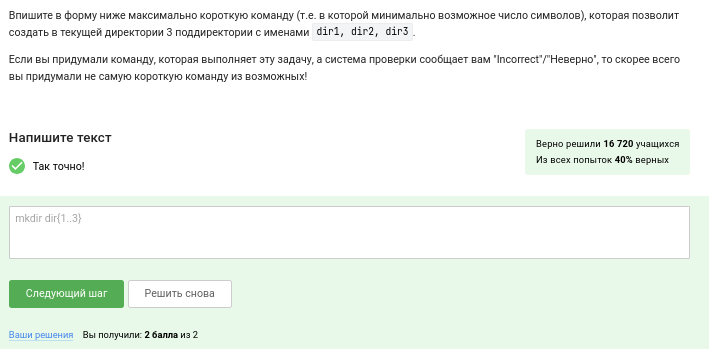 Впишите в форму ниже максимально короткую команду (т.е. в которой минимально возможное число символов), которая позволит
создать в текущей директории 3 поддиректории с именами dir1, dir2, dir3.
Если вы придумали команду, которая выполняет эту задачу, а система проверки сообщает вам "Incorrect"/"Неверно", то скорее всего
вы придумали не самую короткую команду из возможных!
Напишите текст
Верно решили 16 720 учащихся
Из всех попыток 40% верных
Так точно!
mkdir dir{1..3}
Следующий шаг
Решить снова
Ваши решения Вы получили: 2 балла из 2